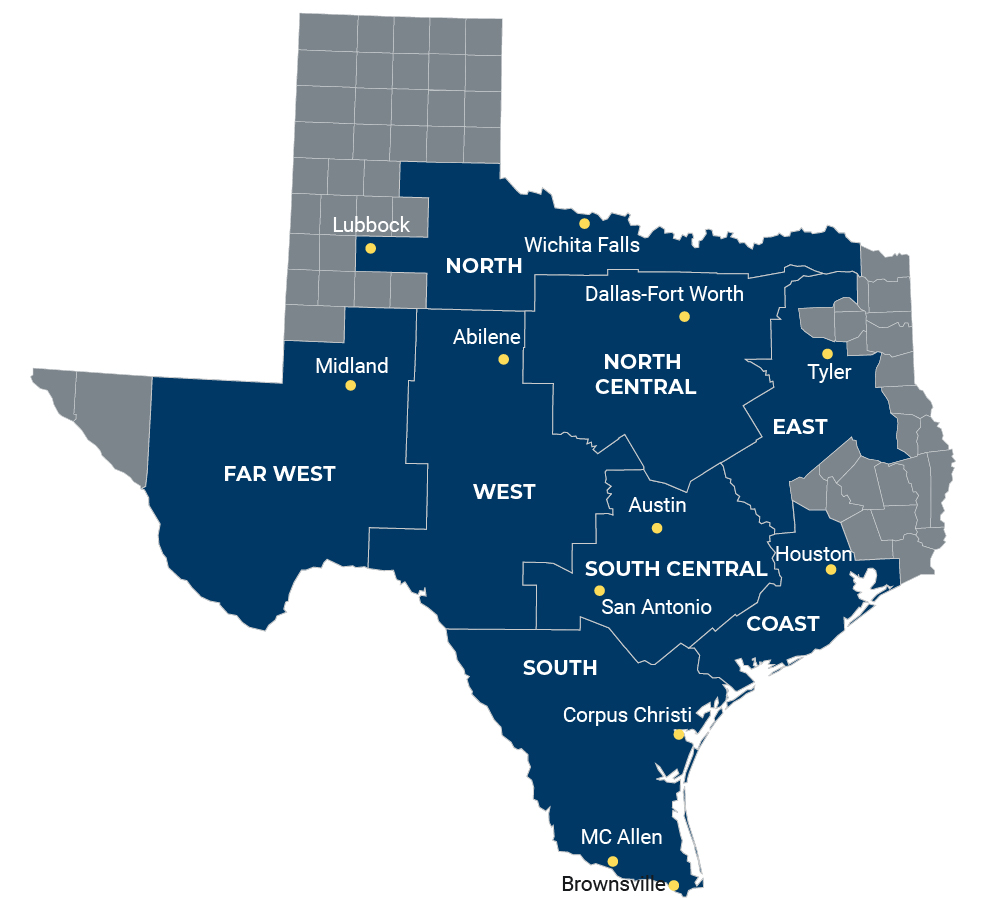 Lubbock
Wichita Falls
NORTH
Dallas-Fort Worth
Abilene
Midland
NORTH
CENTRAL
Tyler
EAST
FAR WEST
WEST
Austin
Houston
SOUTH CENTRAL
San Antonio
COAST
SOUTH
Corpus Christi
MC Allen
Brownsville